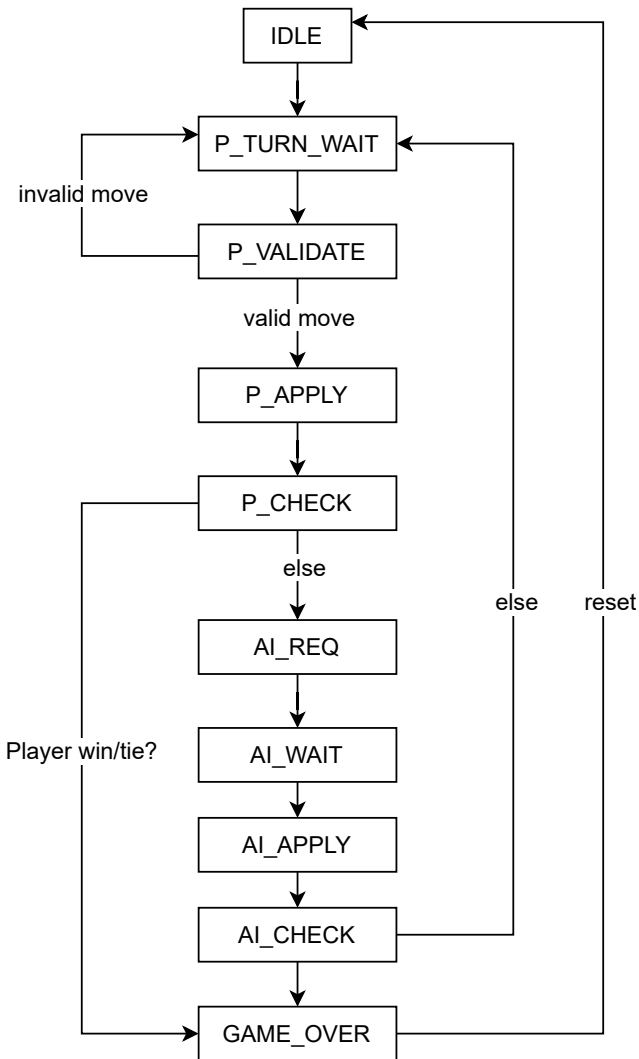 IDLE
P_TURN_WAIT
invalid move
P_VALIDATE
valid move
P_APPLY
P_CHECK
else
else
reset
AI_REQ
Player win/tie?
AI_WAIT
AI_APPLY
AI_CHECK
GAME_OVER